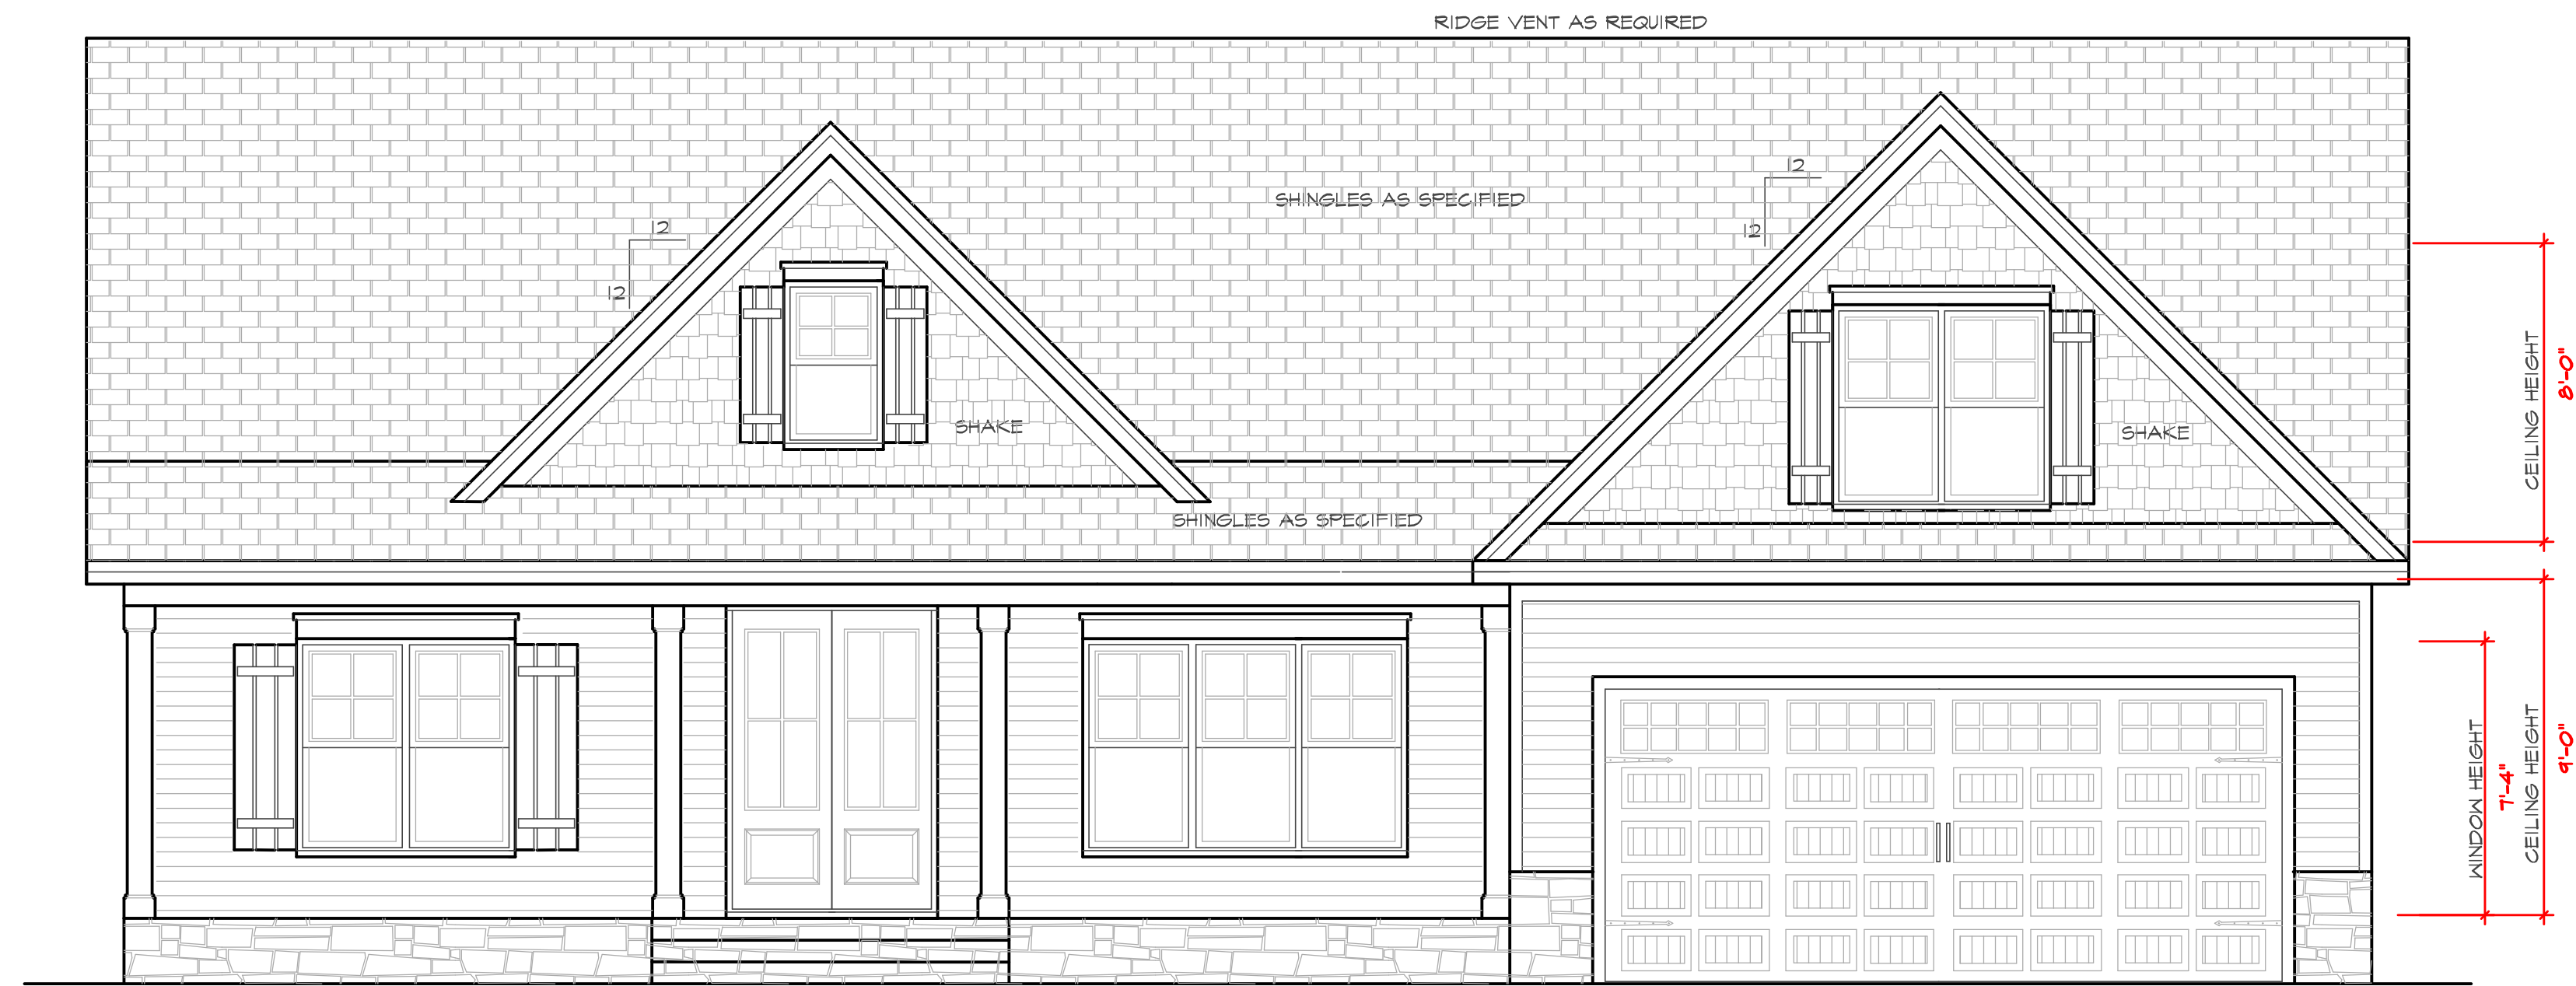 RIDGE VENT AS REQUIRED
12
12
SHINGLES AS SPECIFIED
12
12
SHAKE
SHAKE
SHINGLES AS SPECIFIED
CEILING HEIGHT
8'-0"
WINDOW HEIGHT
7'-4"
CEILING HEIGHT
9'-0"